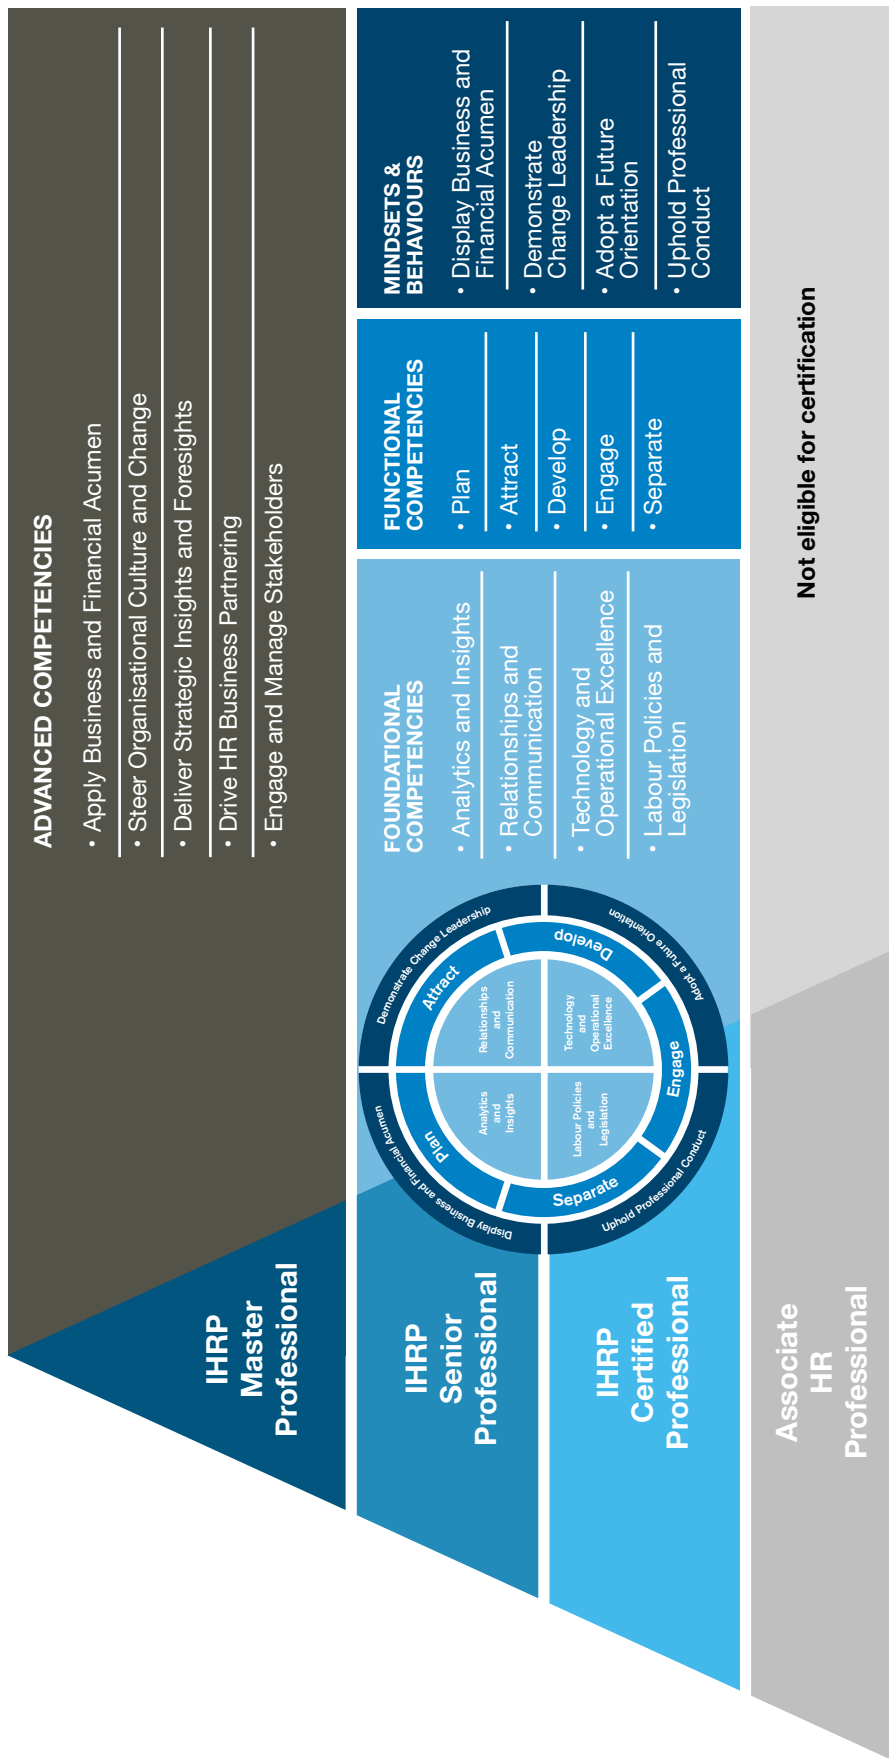 IHRP
Master
Professional
ADVANCED COMPETENCIES
• Apply Business and Financial Acumen
• Steer Organisational Culture and Change
• Deliver Strategic Insights and Foresights
• Drive HR Business Partnering
• Engage and Manage Stakeholders
IHRP
Senior
Professional
IHRP
Certified
Professional
Display Business and Financial Acumen
Demonstrate Change Leadership
Adopt a Future Orientation
Uphold Professional Conduct
Plan
Attract
Develop
Engage
Separate
Analytics
and
Insights
Relationships
and
Communication
Labour Policies
and
Legislation
Technology
and
Operational
Excellence
FOUNDATIONAL
COMPETENCIES
• Analytics and Insights
• Relationships and
Communication
• Technology and
Operational Excellence
• Labour Policies and
Legislation
FUNCTIONAL
COMPETENCIES
• Plan
• Attract
• Develop
• Engage
• Separate
MINDSETS &
BEHAVIOURS
• Display Business and
Financial Acumen
• Demonstrate
Change Leadership
• Adopt a Future
Orientation
• Uphold Professional
Conduct
Associate
HR
Professional
Not eligible for certification